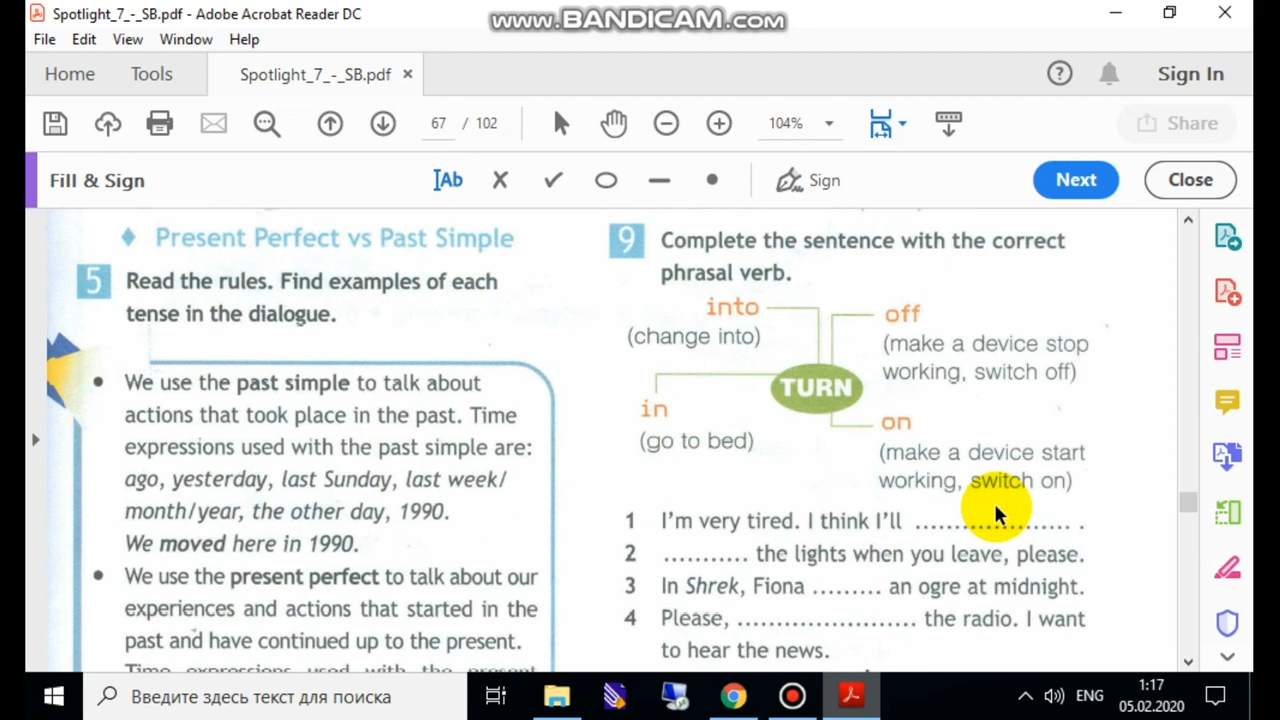 Spotlight_7_-_SB.pdf - Adobe Acrobat Reader DC
www.BANDICAM.com
File Edit View Window Help
Home Tools Spotlight_7_-_SB.pdf × Sign In
67 / 102 104% Share
Fill & Sign Ab Sign Next Close
Present Perfect vs Past Simple
5 Read the rules. Find examples of each
tense in the dialogue.
• We use the past simple to talk about
actions that took place in the past. Time
expressions used with the past simple are:
ago, yesterday, last Sunday, last week/
month/year, the other day, 1990.
We moved here in 1990.
• We use the present perfect to talk about our
experiences and actions that started in the
past and have continued up to the present.
Time expressions used with the present
9 Complete the sentence with the correct
phrasal verb.
into
(change into)
off
(make a device stop
working, switch off)
TURN
in
(go to bed)
on
(make a device start
working, switch on)
1 I'm very tired. I think I'll ..................... .
2 ........... the lights when you leave, please.
3 In Shrek, Fiona ......... an ogre at midnight.
4 Please, ........................ the radio. I want
to hear the news.
Введите здесь текст для поиска
ENG
1:17
05.02.2020